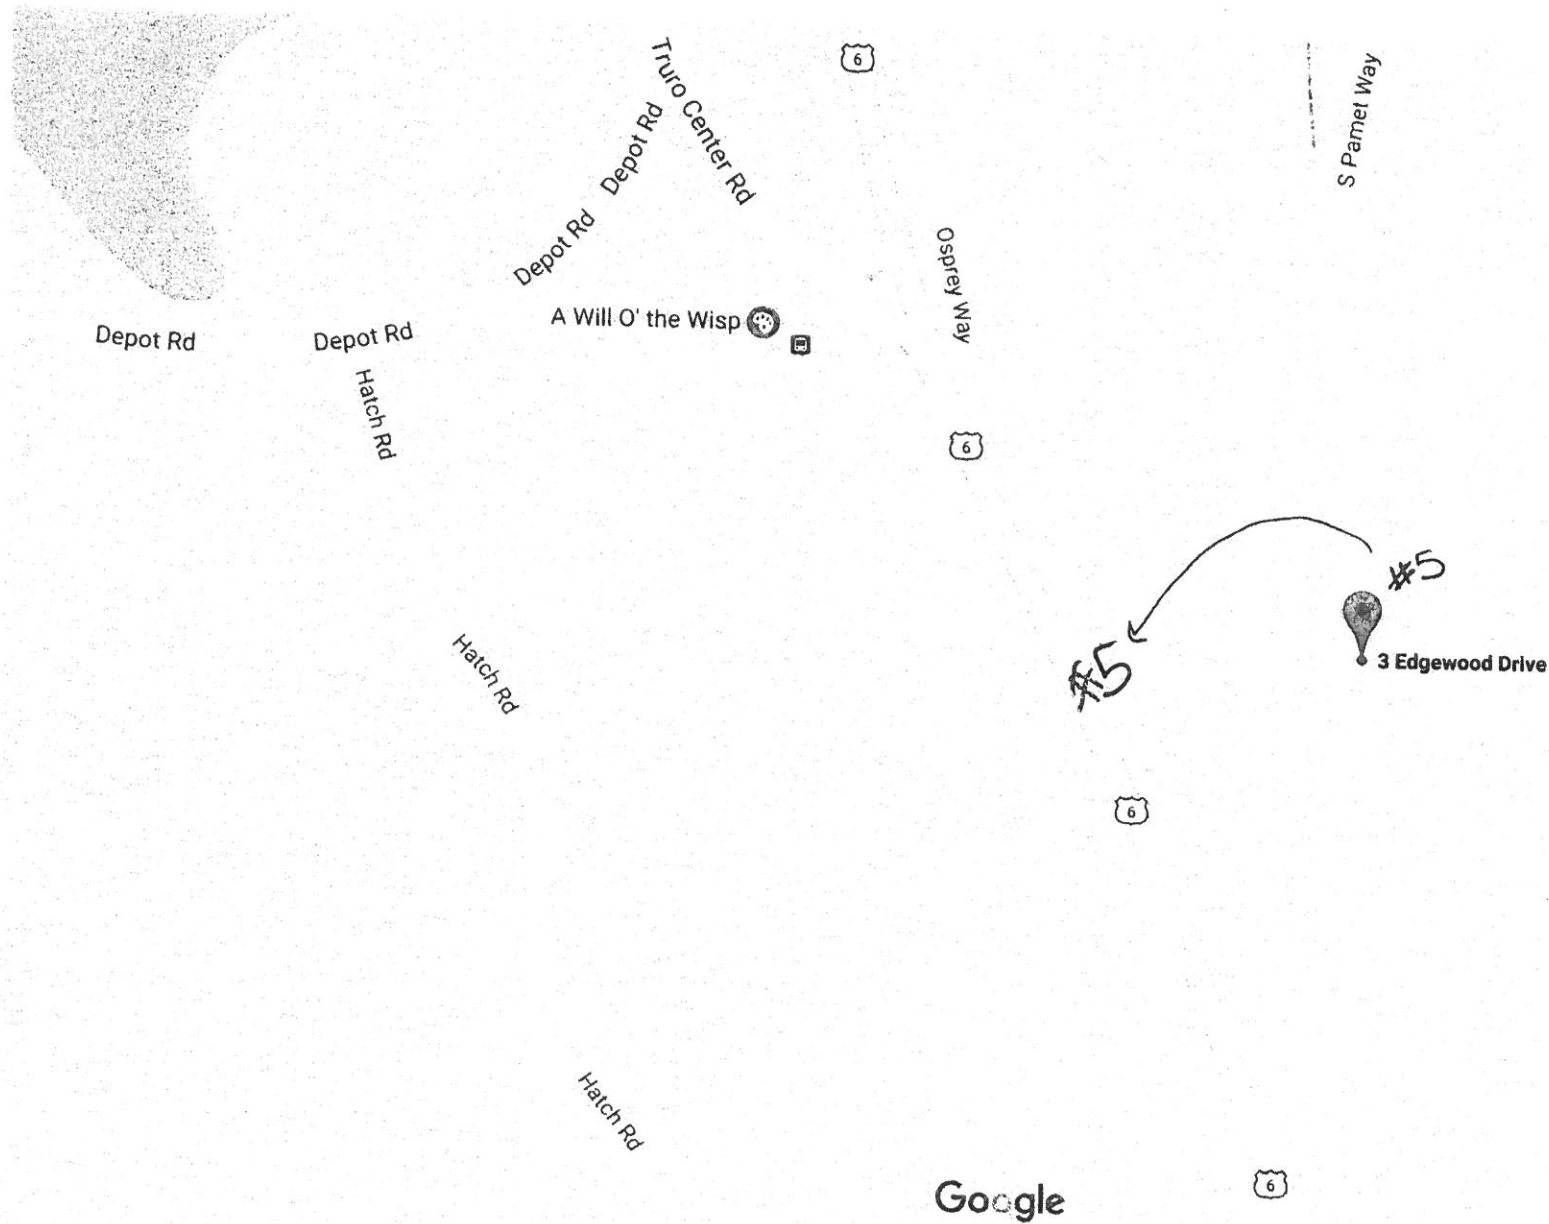 6
Truro Center Rd
S Pamet Way
Depot Rd
Depot Rd
Osprey Way
A Will O' the Wisp
Depot Rd
Depot Rd
Hatch Rd
6
#5
#5
3 Edgewood Drive
Hatch Rd
6
Hatch Rd
Google
6